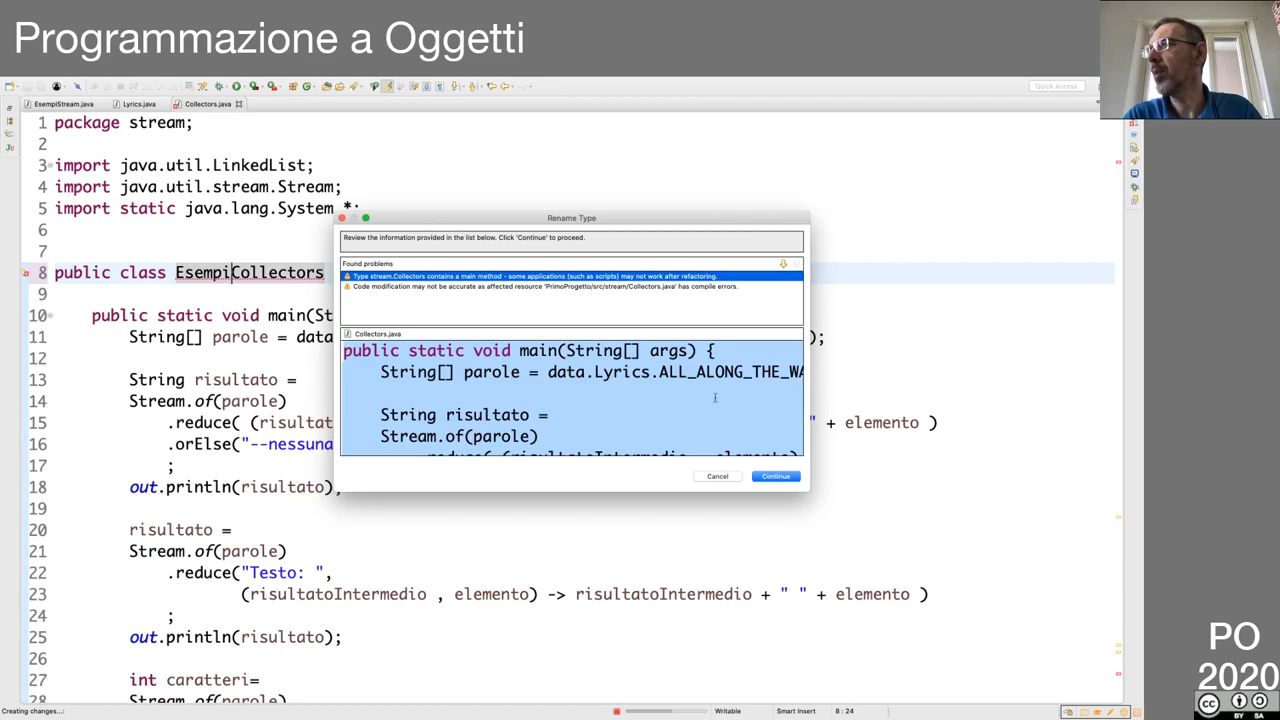 Programmazione a Oggetti
Quick Access
EsempiStream.java
Lyrics.java
Collectors.java
1 package stream;
2
3 import java.util.LinkedList;
4 import java.util.stream.Stream;
5 import static java.lang.System.*;
6
7
8 public class EsempiCollectors
9
10 public static void main(St
11 String[] parole = data );
12
13 String risultato =
14 Stream.of(parole)
15 .reduce( (risultat " + elemento )
16 .orElse("--nessuna
17 ;
18 out.println(risultato);
19
20 risultato =
21 Stream.of(parole)
22 .reduce("Testo: ",
23 (risultatoIntermedio , elemento) -> risultatoIntermedio + " " + elemento )
24 ;
25 out.println(risultato);
26
27 int caratteri=
28 Stream.of(parole)
Rename Type
Review the information provided in the list below. Click 'Continue' to proceed.
Found problems
Type stream.Collectors contains a main method - some applications (such as scripts) may not work after refactoring.
Code modification may not be accurate as affected resource 'PrimoProgetto/src/stream/Collectors.java' has compile errors.
Collectors.java
public static void main(String[] args) {
String[] parole = data.Lyrics.ALL_ALONG_THE_WA
String risultato =
Stream.of(parole)
.reduce( (risultatoIntermedio , elemento)
Cancel
Continue
Creating changes...:
Writable
Smart Insert
8 : 24
PO
2020
CC
BY SA